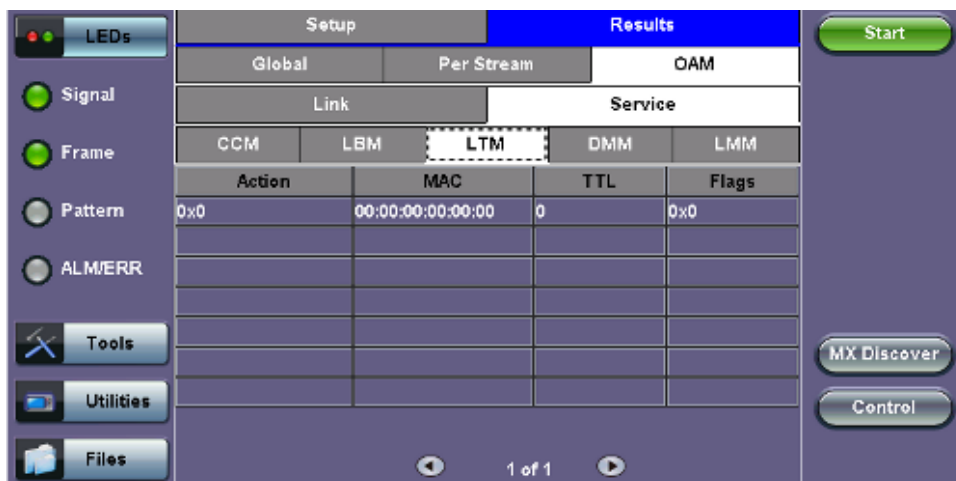 LEDs
Setup
Results
Start
Global
Per Stream
OAM
Signal
Link
Service
Frame
CCM
LBM
LTM
DMM
LMM
Action
MAC
TTL
Flags
Pattern
0x0
00:00:00:00:00:00
0
0x0
ALM/ERR
Tools
MX Discover
Utilities
Control
Files
1 of 1